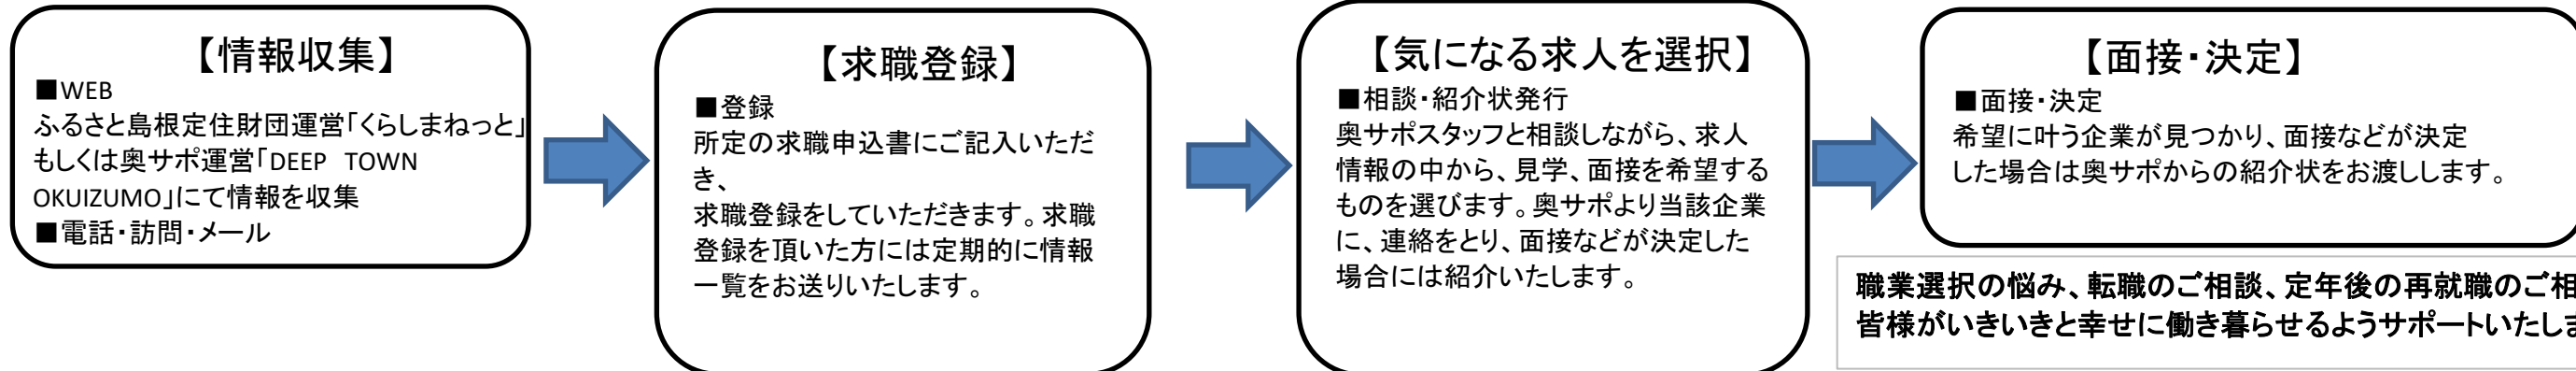 【情報収集】
■WEB
ふるさと島根定住財団運営「くらしまねっと」
もしくは奥サポ運営「DEEP TOWN
OKUIZUMO」にて情報を収集
■電話・訪問・メール
【求職登録】
■登録
所定の求職申込書にご記入いただ
き、
求職登録をしていただきます。求職
登録を頂いた方には定期的に情報
一覧をお送りいたします。
【気になる求人を選択】
■相談・紹介状発行
奥サポスタッフと相談しながら、求人
情報の中から、見学、面接を希望する
ものを選びます。奥サポより当該企業
に、連絡をとり、面接などが決定した
場合には紹介いたします。
【面接・決定】
■面接・決定
希望に叶う企業が見つかり、面接などが決定
した場合は奥サポからの紹介状をお渡しします。
職業選択の悩み、転職のご相談、定年後の再就職のご相
皆様がいきいきと幸せに働き暮らせるようサポートいたしま